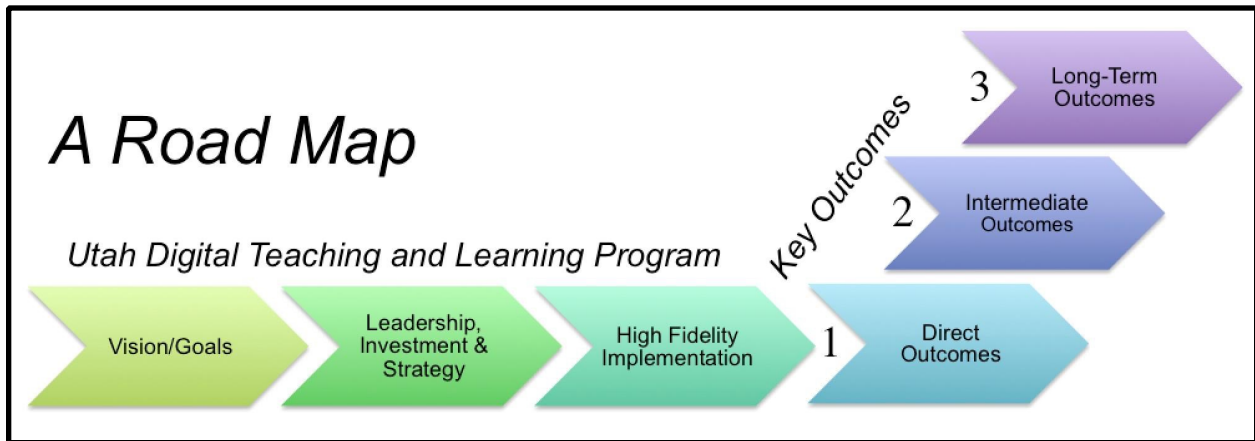 A Road Map
Utah Digital Teaching and Learning Program
Vision/Goals
Leadership,
Investment &
Strategy
High Fidelity
Implementation
Key Outcomes
1
Direct
Outcomes
2
Intermediate
Outcomes
3
Long-Term
Outcomes